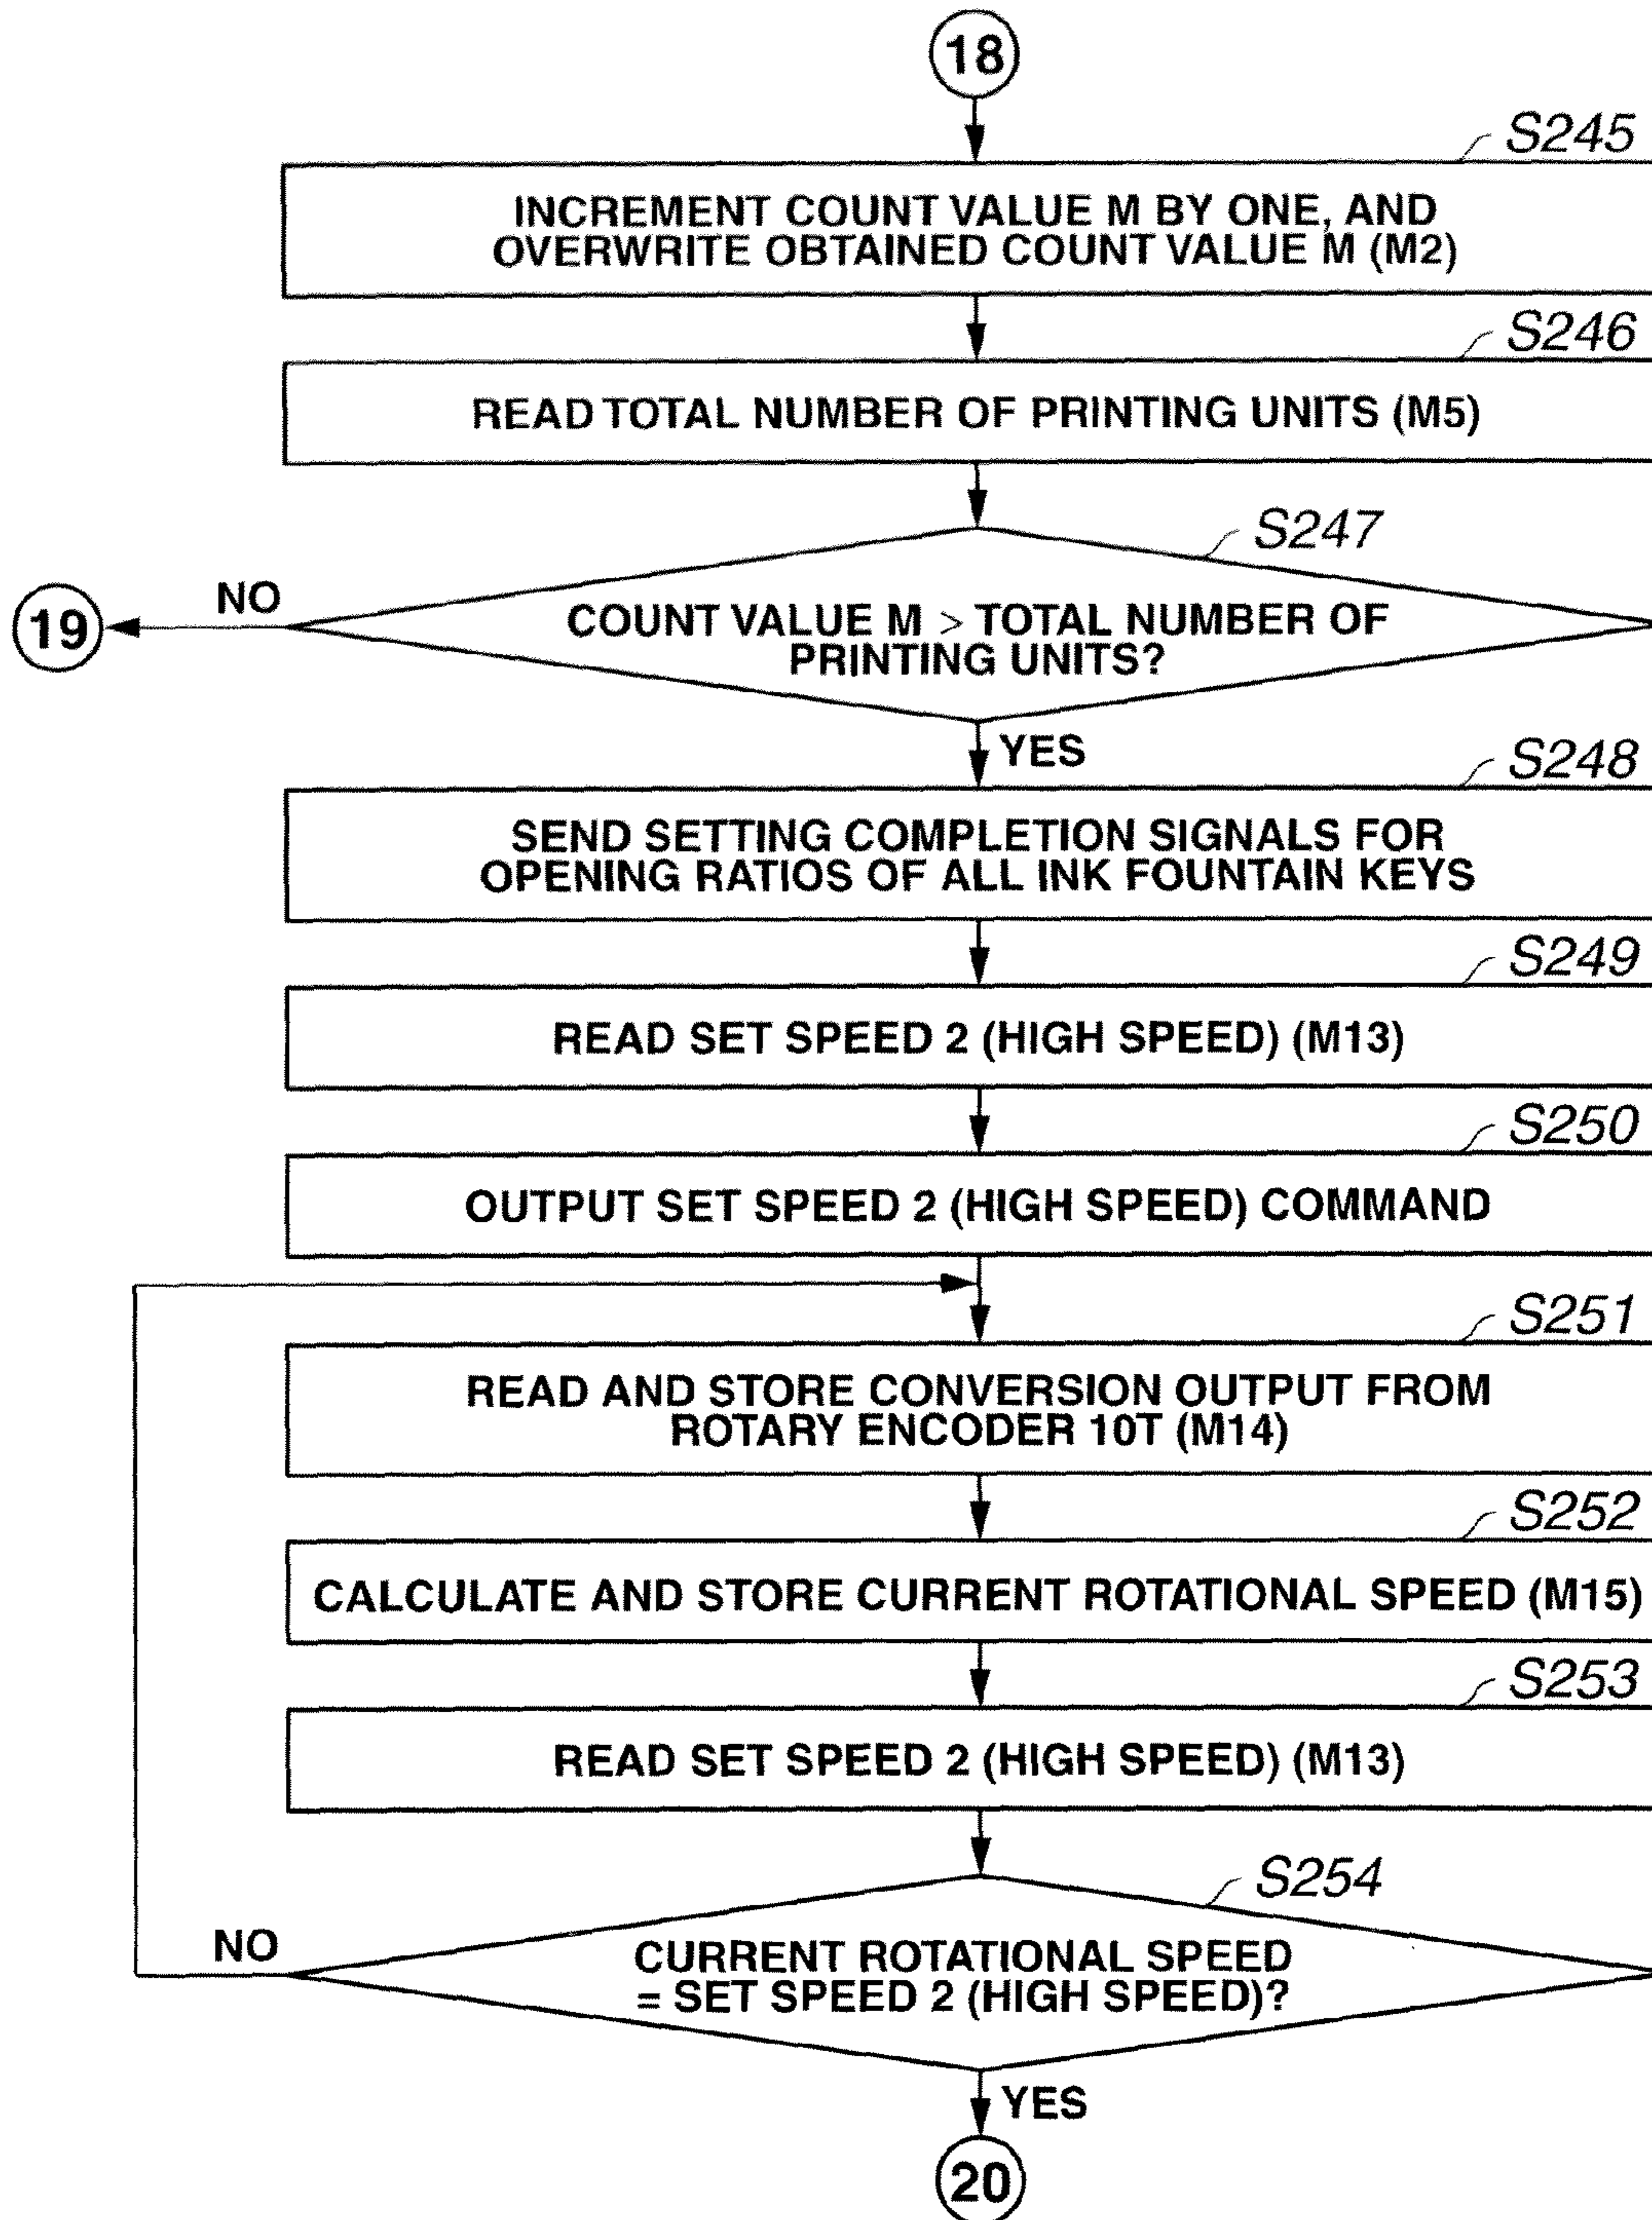 18
S245
INCREMENT COUNT VALUE M BY ONE, AND
OVERWRITE OBTAINED COUNT VALUE M (M2)
S246
READ TOTAL NUMBER OF PRINTING UNITS (M5)
S247
NO
19
COUNT VALUE M > TOTAL NUMBER OF
PRINTING UNITS?
YES
S248
SEND SETTING COMPLETION SIGNALS FOR
OPENING RATIOS OF ALL INK FOUNTAIN KEYS
S249
READ SET SPEED 2 (HIGH SPEED) (M13)
S250
OUTPUT SET SPEED 2 (HIGH SPEED) COMMAND
S251
READ AND STORE CONVERSION OUTPUT FROM
ROTARY ENCODER 10T (M14)
S252
CALCULATE AND STORE CURRENT ROTATIONAL SPEED (M15)
S253
READ SET SPEED 2 (HIGH SPEED) (M13)
S254
NO
CURRENT ROTATIONAL SPEED
= SET SPEED 2 (HIGH SPEED)?
YES
20